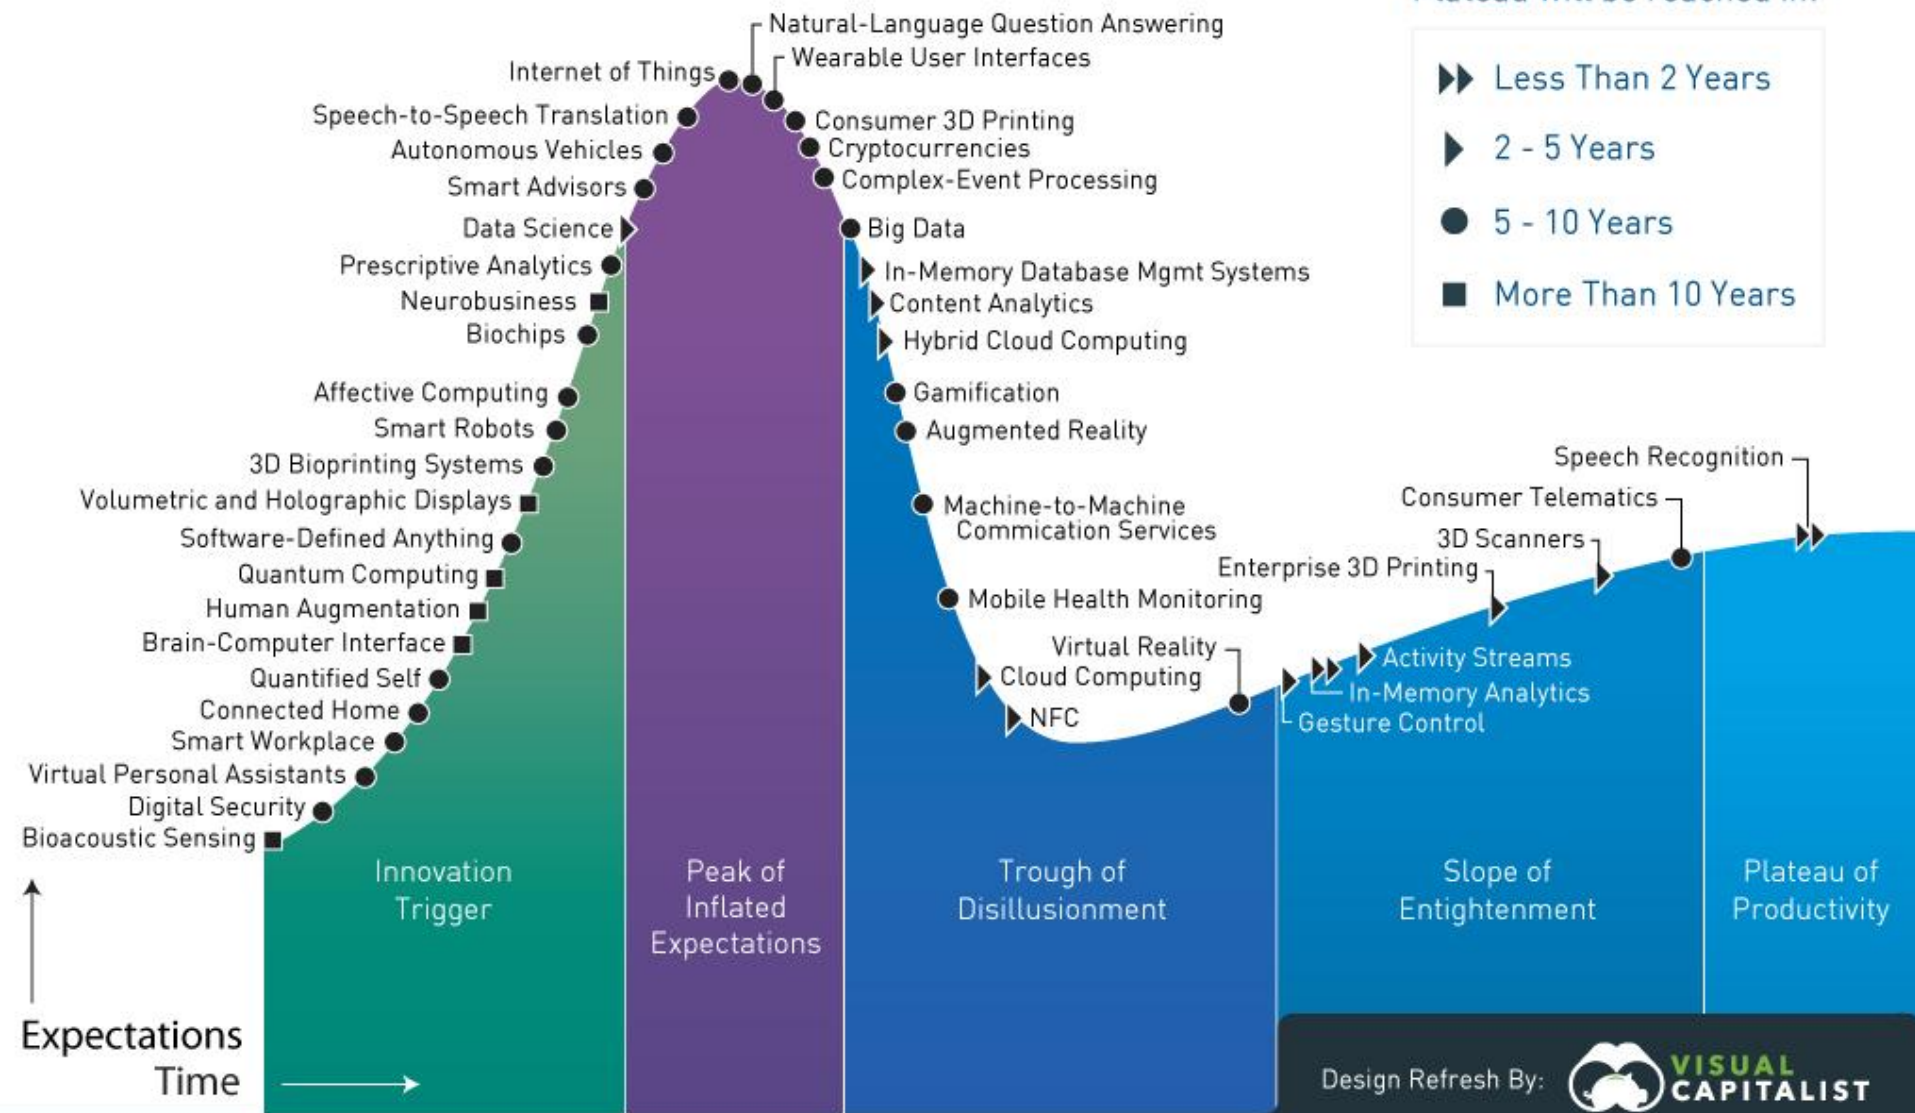 Natural-Language Question Answering
Wearable User Interfaces
Internet of Things
Speech-to-Speech Translation
Consumer 3D Printing
Autonomous Vehicles
Cryptocurrencies
Smart Advisors
Complex-Event Processing
Data Science
Big Data
Prescriptive Analytics
In-Memory Database Mgmt Systems
Neurobusiness
Content Analytics
Biochips
Hybrid Cloud Computing
Affective Computing
Gamification
Smart Robots
Augmented Reality
3D Bioprinting Systems
Volumetric and Holographic Displays
Machine-to-Machine
Commication Services
Software-Defined Anything
Quantum Computing
Human Augmentation
Mobile Health Monitoring
Brain-Computer Interface
Virtual Reality
Quantified Self
Cloud Computing
Connected Home
NFC
Smart Workplace
Virtual Personal Assistants
Digital Security
Bioacoustic Sensing
Speech Recognition
Consumer Telematics
3D Scanners
Enterprise 3D Printing
Activity Streams
In-Memory Analytics
Gesture Control
Plateau will be reached in:
Less Than 2 Years
2 - 5 Years
5 - 10 Years
More Than 10 Years
Innovation
Trigger
Peak of
Inflated
Expectations
Trough of
Disillusionment
Slope of
Entightenment
Plateau of
Productivity
Expectations
Time
Design Refresh By:
VISUAL
CAPITALIST